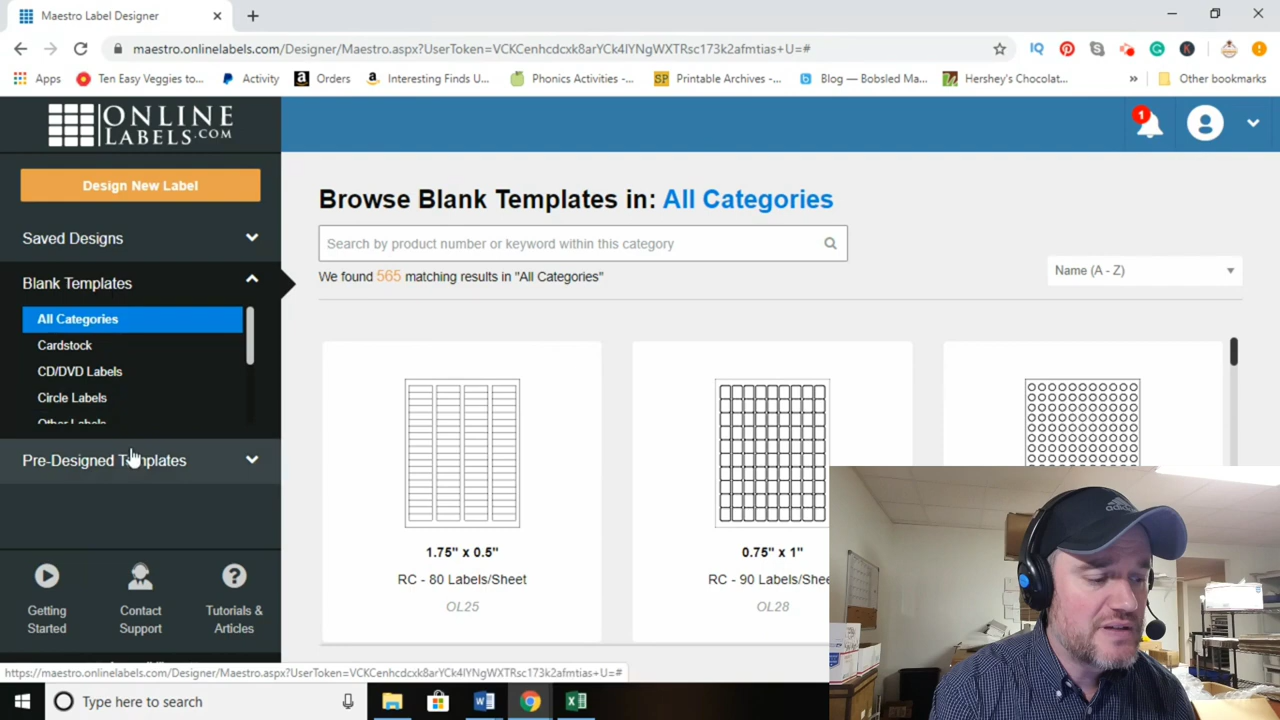 Maestro Label Designer
maestro.onlinelabels.com/Designer/Maestro.aspx?UserToken=VCKCenhcdcxk8arYCk4IYNgWXTRsc173k2afmtias+U=#
Apps
Ten Easy Veggies to...
Activity
Orders
Interesting Finds U...
Phonics Activities -...
Printable Archives -...
Blog — Bobsled Ma...
Hershey's Chocolat...
Other bookmarks
ONLINE
LABELS.COM
1
Design New Label
Saved Designs
Blank Templates
All Categories
Cardstock
CD/DVD Labels
Circle Labels
Other Labels
Pre-Designed Templates
Getting
Started
Contact
Support
Tutorials &
Articles
Browse Blank Templates in: All Categories
Search by product number or keyword within this category
We found 565 matching results in "All Categories"
Name (A - Z)
1.75" x 0.5"
RC - 80 Labels/Sheet
OL25
0.75" x 1"
RC - 90 Labels/Shee
OL28
adidas
https://maestro.onlinelabels.com/Designer/Maestro.aspx?UserToken=VCKCenhcdcxk8arYCk4IYNgWXTRsc173k2afmtias+U=#
Type here to search